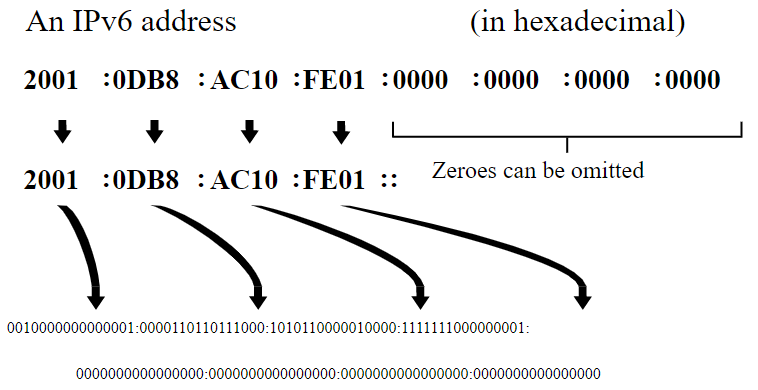 An IPv6 address (in hexadecimal)
2001 :0DB8 : AC10 :FE01 :0000 :0000 :0000 :0000
2001 :0DB8 : AC10 :FE01 ::
Zeroes can be omitted
0010000000000001:0000110110111000:1010110000010000:1111111000000001:
0000000000000000:0000000000000000:0000000000000000:0000000000000000